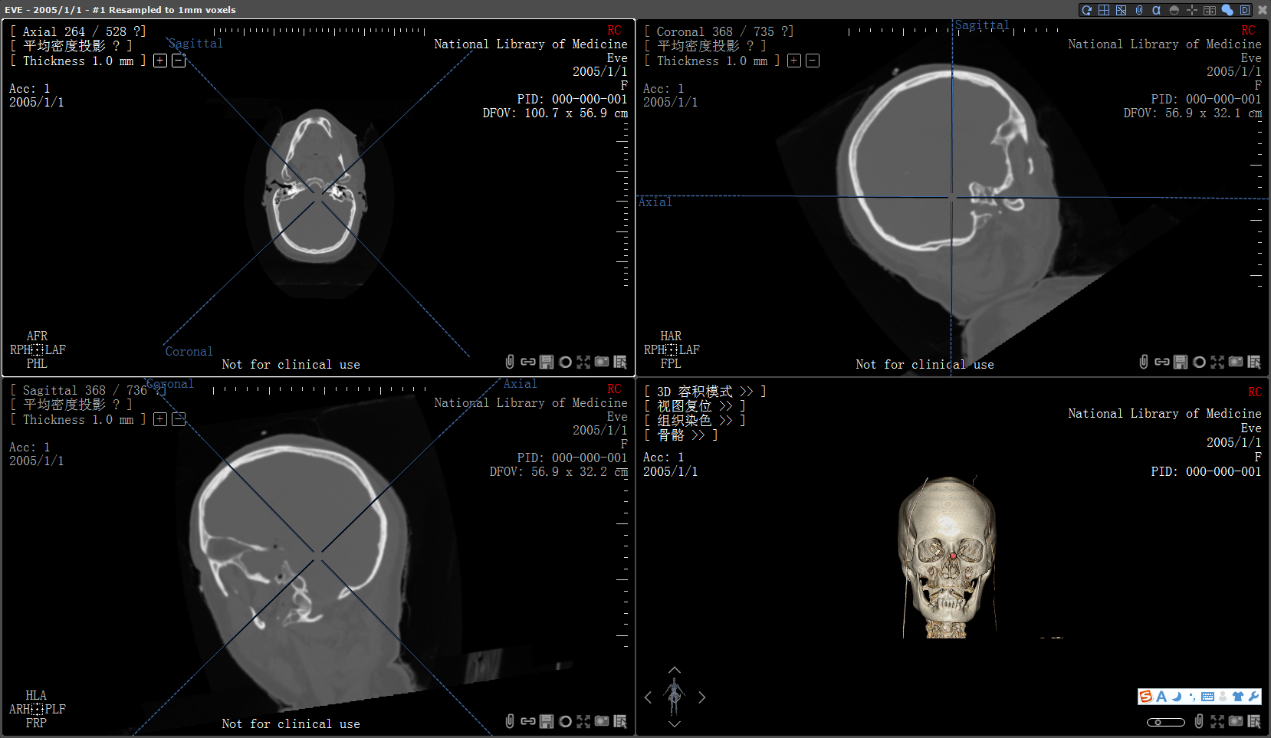 EVE - 2005/1/1 - #1 Resampled to 1mm voxels
[ Axial 264 / 528 ?]
[ 平均密度投影 ? ]
[ Thickness 1.0 mm ] + −
Acc: 1
2005/1/1
Sagittal
RC
National Library of Medicine
Eve
2005/1/1
F
PID: 000-000-001
DFOV: 100.7 x 56.9 cm
Coronal
AFR
RPH LAF
PHL
Not for clinical use
[ Coronal 368 / 735 ?]
[ 平均密度投影 ? ]
[ Thickness 1.0 mm ] + −
Acc: 1
2005/1/1
Sagittal
RC
National Library of Medicine
Eve
2005/1/1
F
PID: 000-000-001
DFOV: 56.9 x 32.1 cm
Axial
HAR
RPH LAF
FPL
Not for clinical use
[ Sagittal 368 / 736 ?]
[ 平均密度投影 ? ]
[ Thickness 1.0 mm ] + −
Acc: 1
2005/1/1
Coronal
Axial
RC
National Library of Medicine
Eve
2005/1/1
F
PID: 000-000-001
DFOV: 56.9 x 32.2 cm
HLA
ARH PLF
FRP
Not for clinical use
[ 3D 容积模式 >> ]
[ 视图复位 >> ]
[ 组织染色 >> ]
[ 骨骼 >> ]
Acc: 1
2005/1/1
RC
National Library of Medicine
Eve
2005/1/1
F
PID: 000-000-001